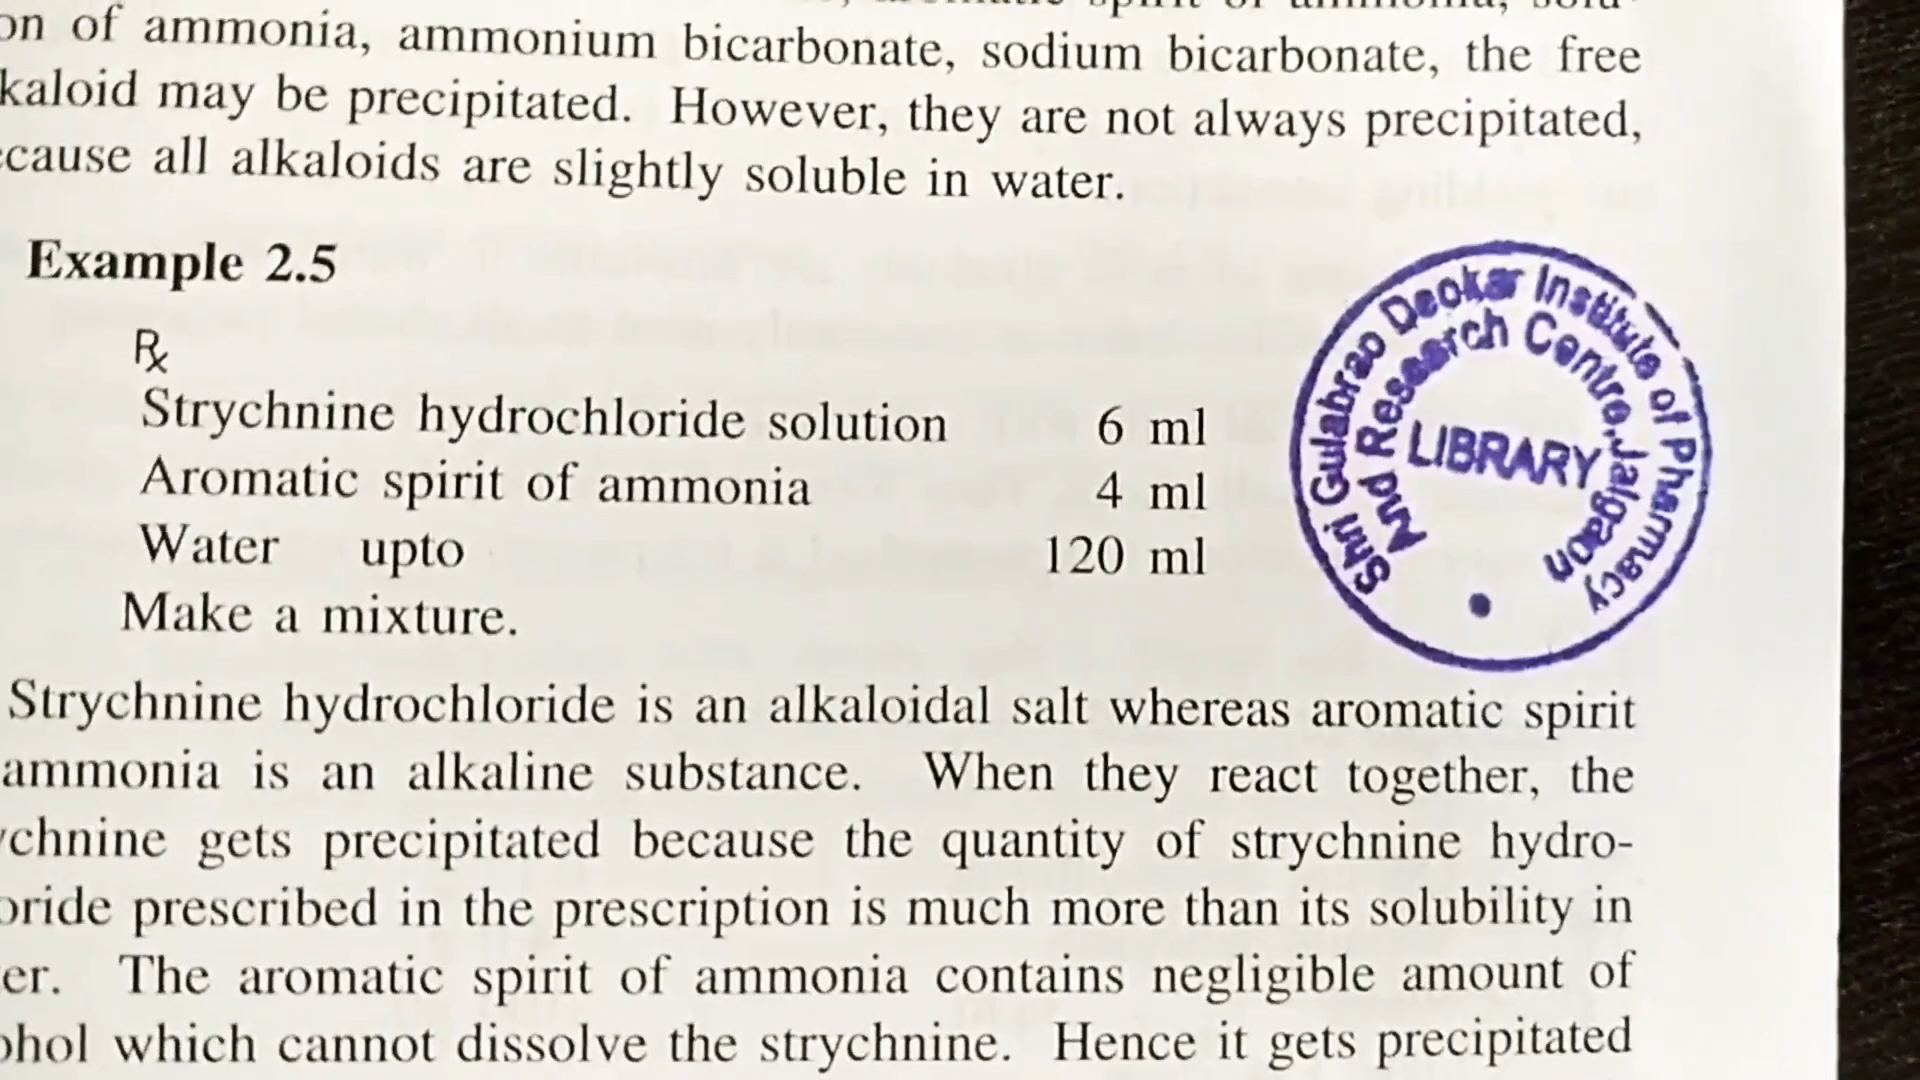 on of ammonia, ammonium bicarbonate, sodium bicarbonate, the free
kaloid may be precipitated. However, they are not always precipitated,
cause all alkaloids are slightly soluble in water.
Example 2.5
℞
Strychnine hydrochloride solution 6 ml
Aromatic spirit of ammonia 4 ml
Water upto 120 ml
Make a mixture.
Shri Gulabrao Deokar Institute of Pharmacy
And Research Centre, Jalgaon
LIBRARY
Strychnine hydrochloride is an alkaloidal salt whereas aromatic spirit
ammonia is an alkaline substance. When they react together, the
ychnine gets precipitated because the quantity of strychnine hydro-
oride prescribed in the prescription is much more than its solubility in
er. The aromatic spirit of ammonia contains negligible amount of
ohol which cannot dissolve the strychnine. Hence it gets precipitated